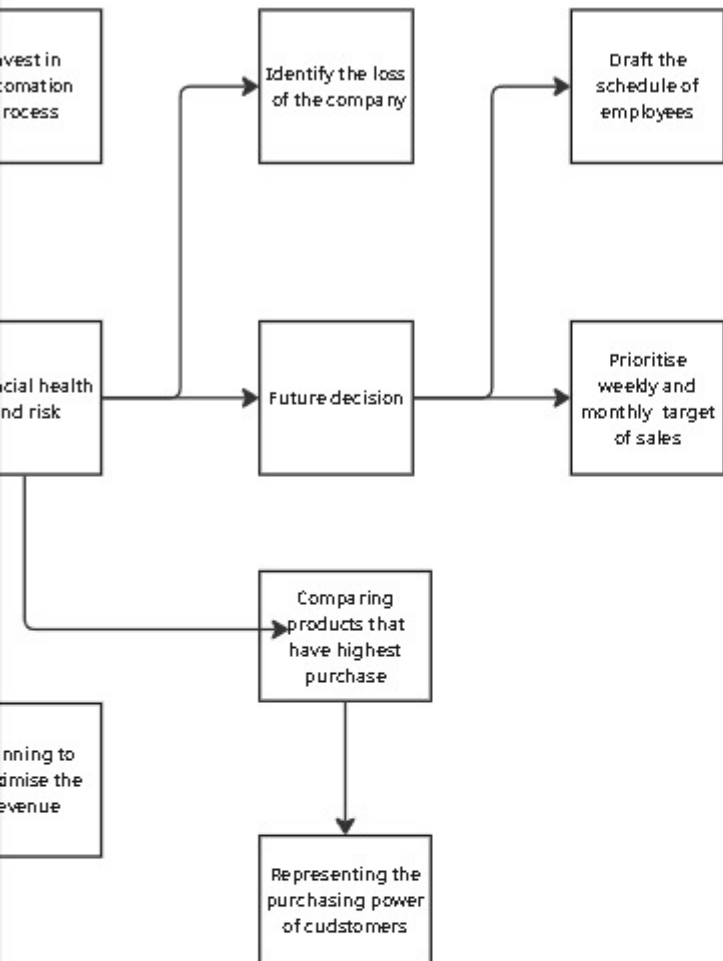 vest in
omation
rocess
Identify the loss
of the company
Draft the
schedule of
employees
cial health
nd risk
Future decision
Prioritise
weekly and
monthly target
of sales
Comparing
products that
have highest
purchase
nning to
imise the
evenue
Representing the
purchasing power
of cudstomers